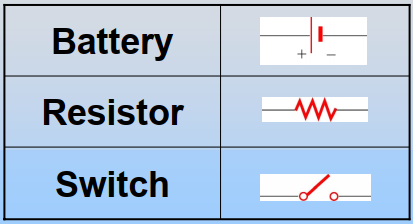 Battery
+ −
Resistor
Switch